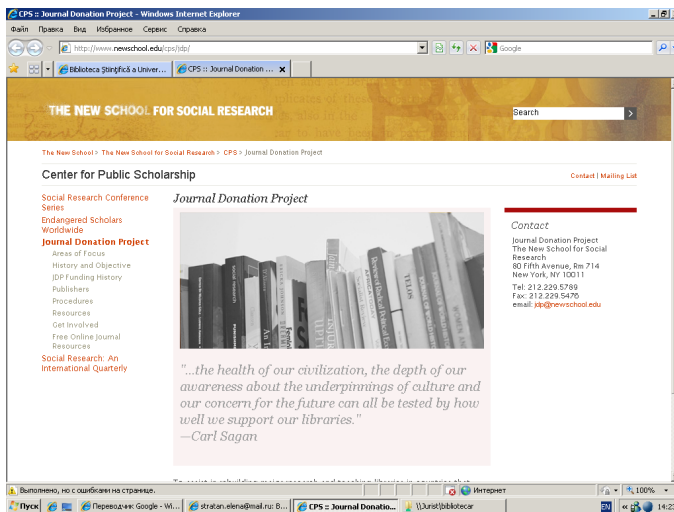 CPS :: Journal Donation Project - Windows Internet Explorer
Файл Правка Вид Избранное Сервис Справка
http://www.newschool.edu/cps/jdp/
Google
Biblioteca Ştiinţifică a Univer...
CPS :: Journal Donation ...
THE NEW SCHOOL FOR SOCIAL RESEARCH
Search
The New School > The New School for Social Research > CPS > Journal Donation Project
Center for Public Scholarship
Contact | Mailing List
Social Research Conference
Series
Endangered Scholars
Worldwide
Journal Donation Project
Areas of Focus
History and Objective
JDP Funding History
Publishers
Procedures
Resources
Get Involved
Free Online Journal
Resources
Social Research: An
International Quarterly
Journal Donation Project
TELOS
"...the health of our civilization, the depth of our
awareness about the underpinnings of culture and
our concern for the future can all be tested by how
well we support our libraries."
—Carl Sagan
Contact
Journal Donation Project
The New School for Social
Research
80 Fifth Avenue, Rm 714
New York, NY 10011
Tel: 212.229.5789
Fax: 212.229.5476
email: jdp@newschool.edu
Выполнено, но с ошибками на странице.
Интернет
100%
Пуск
Переводчик Google - Wi...
stratan.elena@mail.ru: В...
CPS :: Journal Donatio...
\\Jurist\bibliotecar
EN
14:23